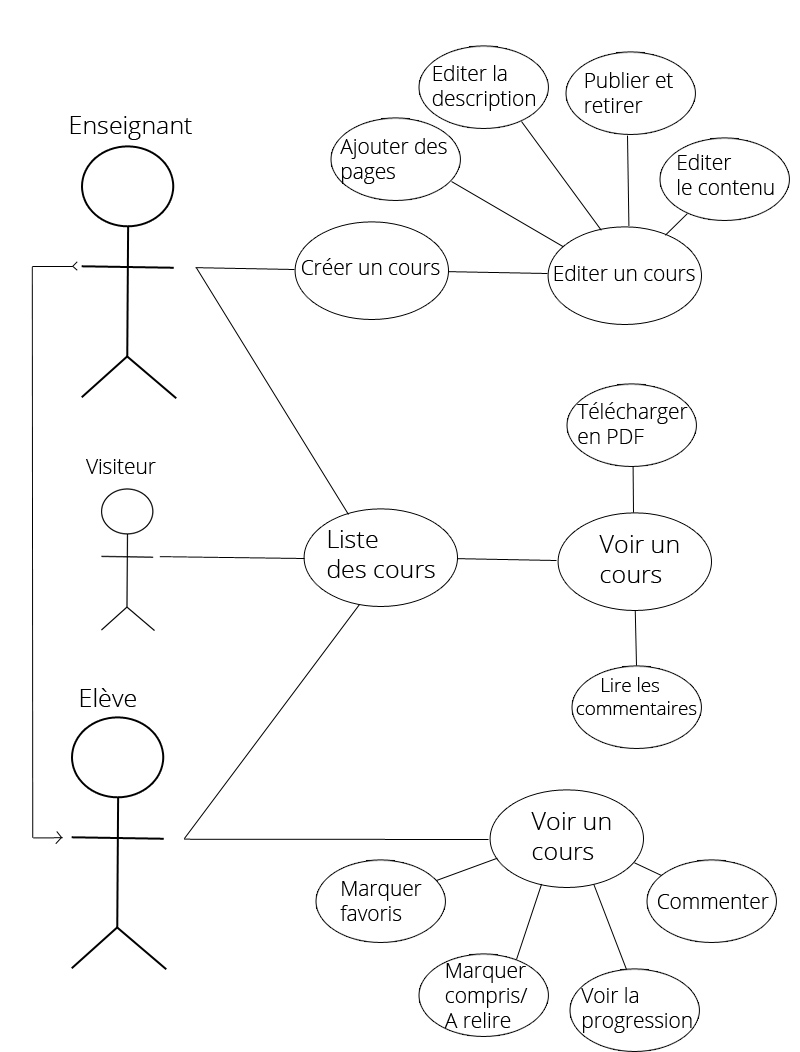 Enseignant
Editer la
description
Publier et
retirer
Ajouter des
pages
Editer
le contenu
Créer un cours
Editer un cours
Télécharger
en PDF
Visiteur
Liste
des cours
Voir un
cours
Lire les
commentaires
Elève
Voir un
cours
Marquer
favoris
Commenter
Marquer
compris/
A relire
Voir la
progression